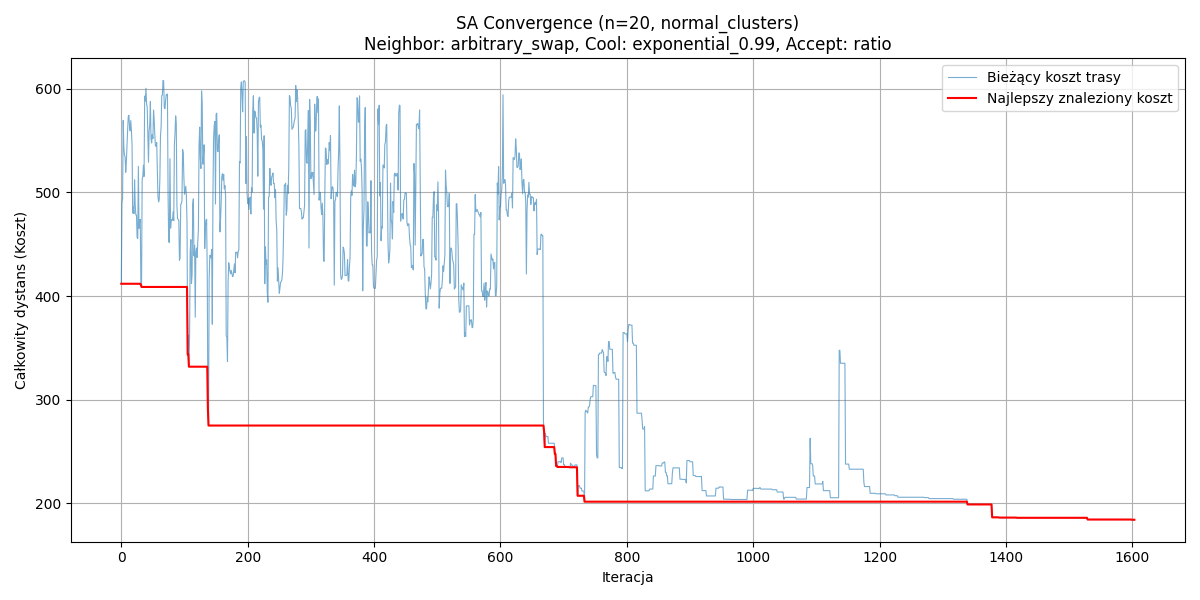 SA Convergence (n=20, normal_clusters)
Neighbor: arbitrary_swap, Cool: exponential_0.99, Accept: ratio
Bieżący koszt trasy
Najlepszy znaleziony koszt
Całkowity dystans (Koszt)
600
500
400
300
200
0 200 400 600 800 1000 1200 1400 1600
Iteracja